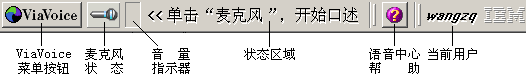 ViaVoice << 单击“麦克风”，开始口述 ? wangzq IBM
ViaVoice 麦克风 音 量 状态区域 语音中心 当前用户
菜单按钮 状 态 指示器 帮 助